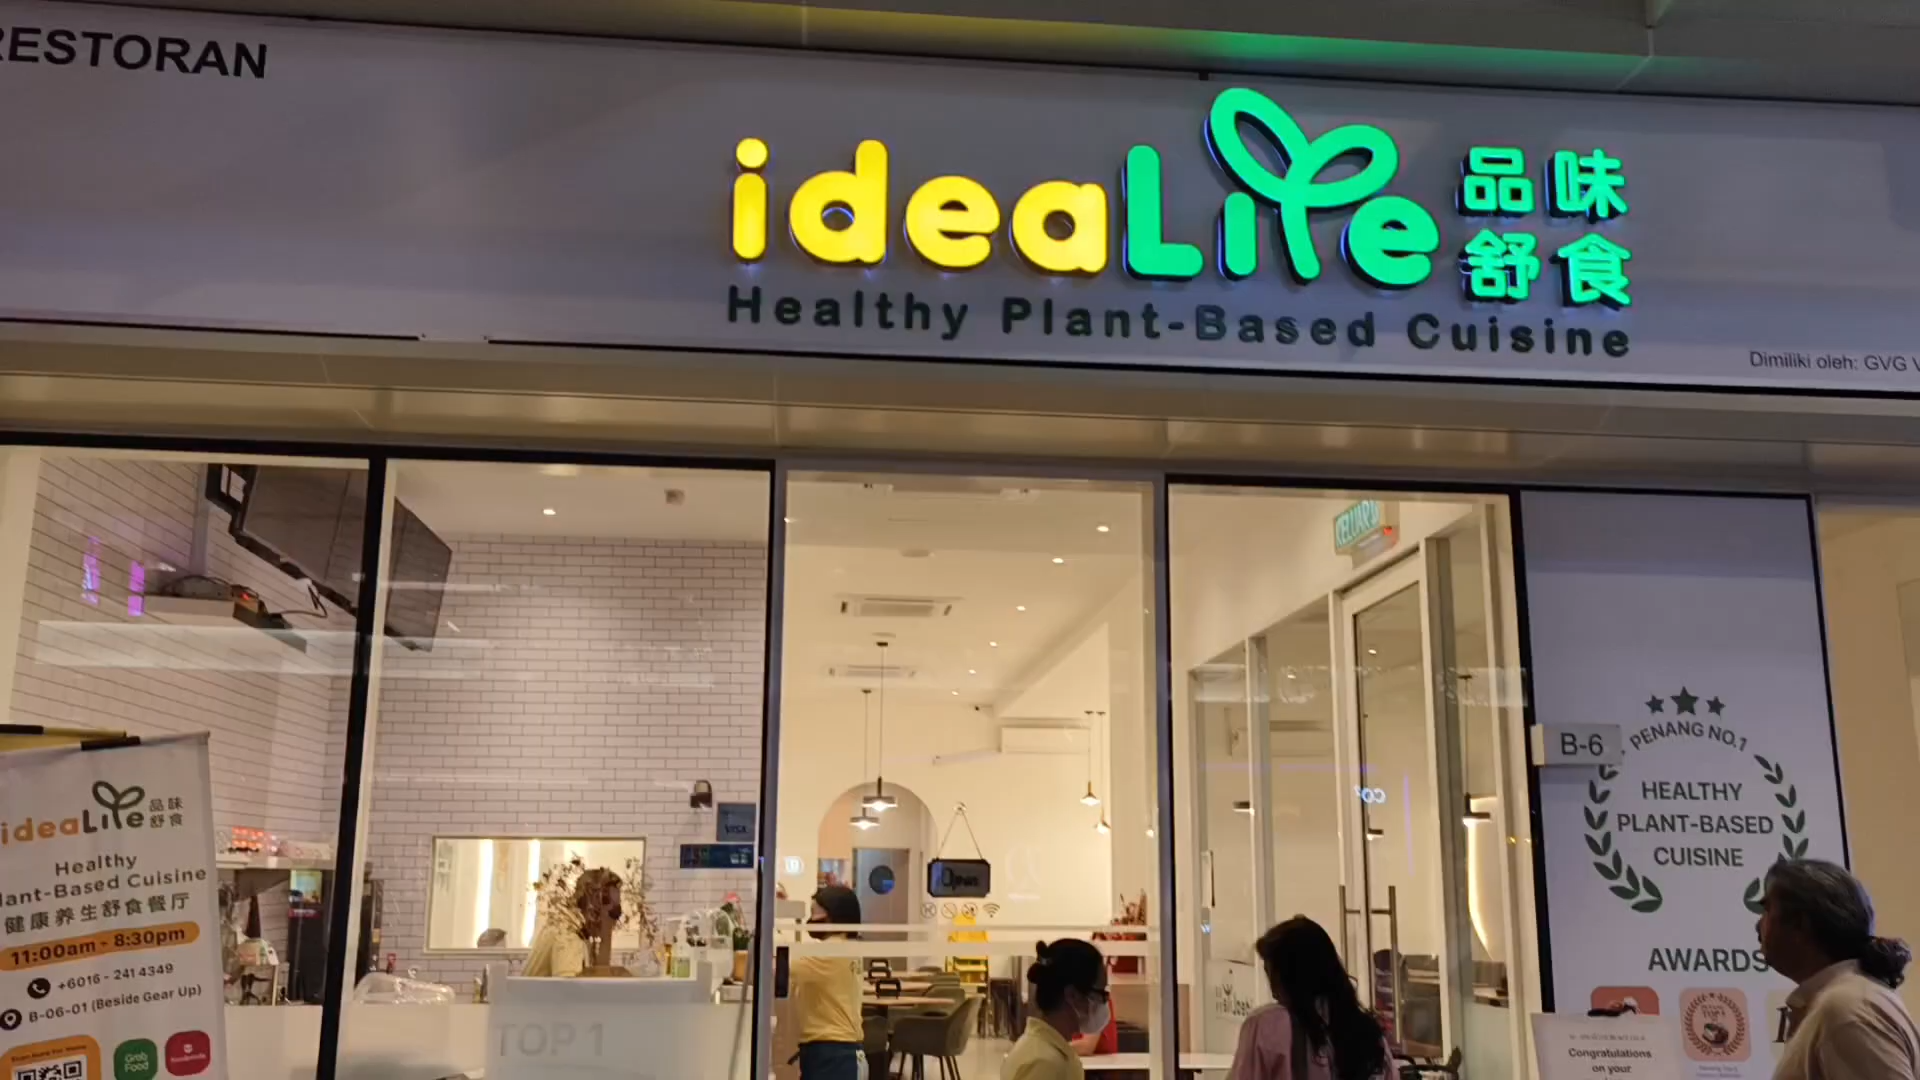 RESTORAN
ideaLife 品味
舒食
Healthy Plant-Based Cuisine
Dimiliki oleh: GVG
KELUAR
VISA
Open
B-6
PENANG NO.1
HEALTHY
PLANT-BASED
CUISINE
AWARDS
Congratulations
on your
TOP 1
ideaLife 品味
舒食
Healthy
Plant-Based Cuisine
健康养生舒食餐厅
11:00am - 8:30pm
+6016 - 241 4349
B-06-01 (Beside Gear Up)
Grab
Food
foodpanda